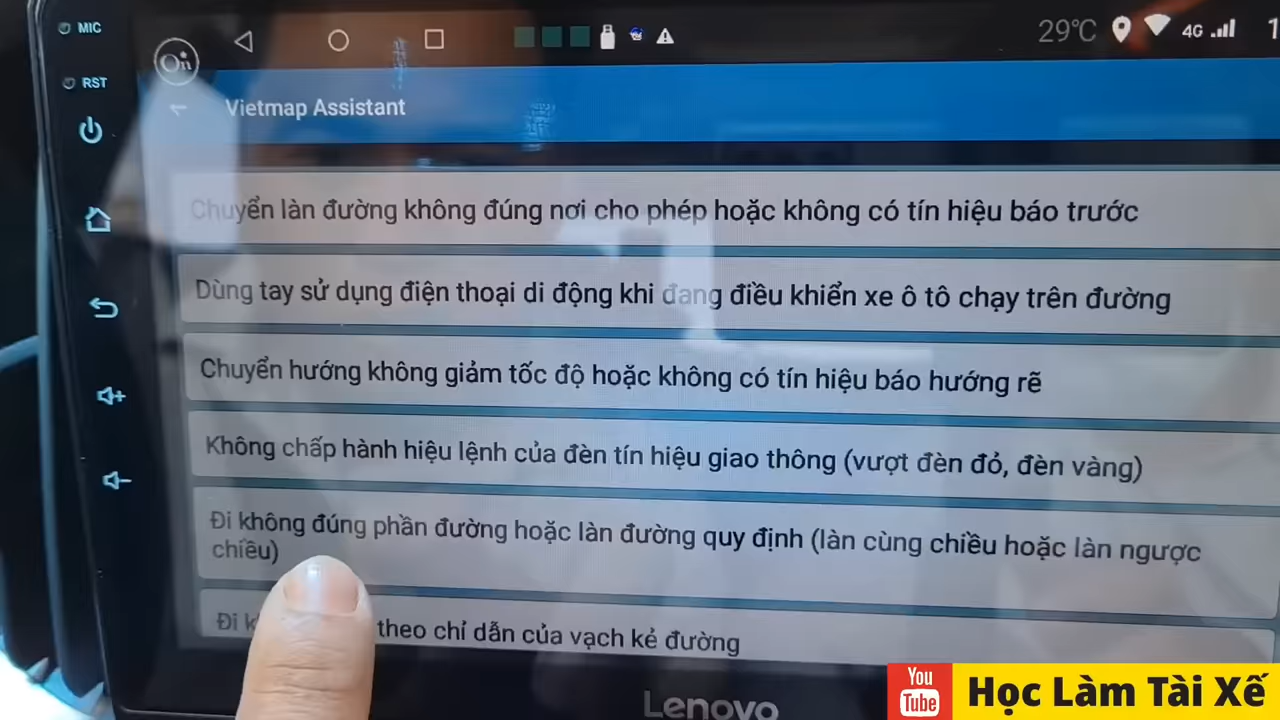 MIC
29°C
4G
1
On
RST
Vietmap Assistant
Chuyển làn đường không đúng nơi cho phép hoặc không có tín hiệu báo trước
Dùng tay sử dụng điện thoại di động khi đang điều khiển xe ô tô chạy trên đường
Chuyển hướng không giảm tốc độ hoặc không có tín hiệu báo hướng rẽ
Không chấp hành hiệu lệnh của đèn tín hiệu giao thông (vượt đèn đỏ, đèn vàng)
Đi không đúng phần đường hoặc làn đường quy định (làn cùng chiều hoặc làn ngược
chiều)
Đi theo chỉ dẫn của vạch kẻ đường
Lenovo
You
Tube
Học Làm Tài Xế